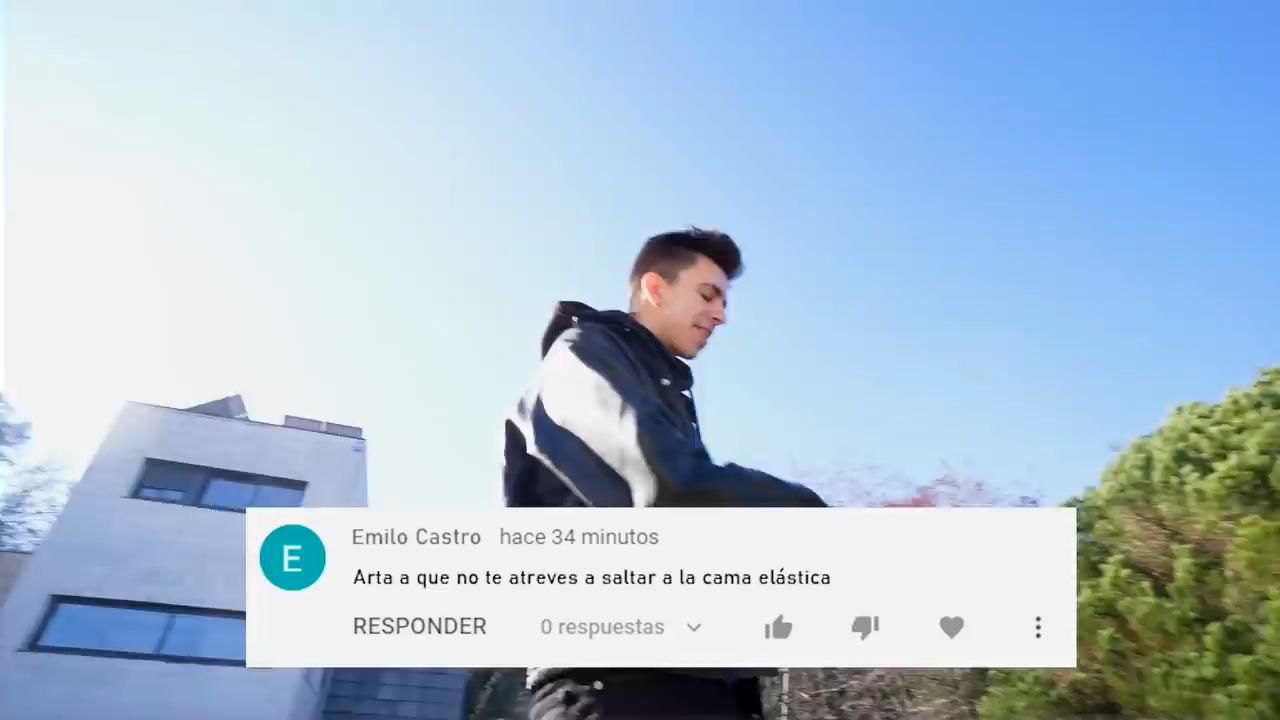 E
Emilo Castro hace 34 minutos
Arta a que no te atreves a saltar a la cama elástica
RESPONDER 0 respuestas